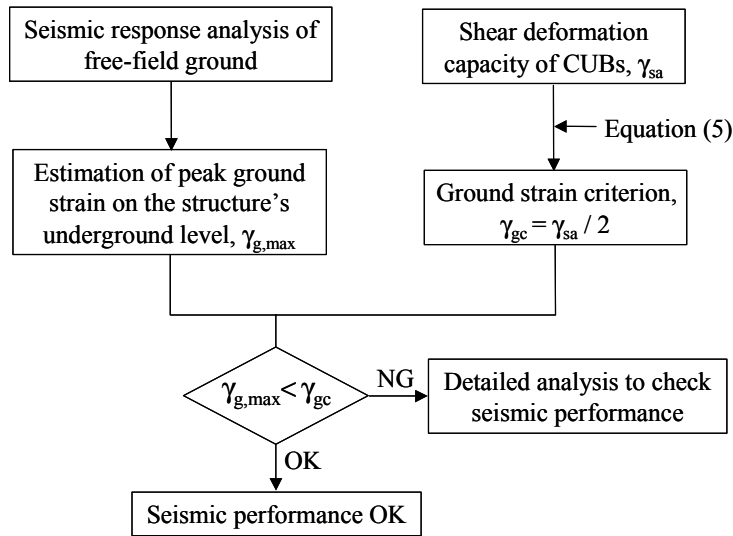 Seismic response analysis of
free-field ground
Shear deformation
capacity of CUBs, γsa
Equation (5)
Estimation of peak ground
strain on the structure’s
underground level, γg,max
Ground strain criterion,
γgc = γsa / 2
γg,max< γgc
NG
Detailed analysis to check
seismic performance
OK
Seismic performance OK